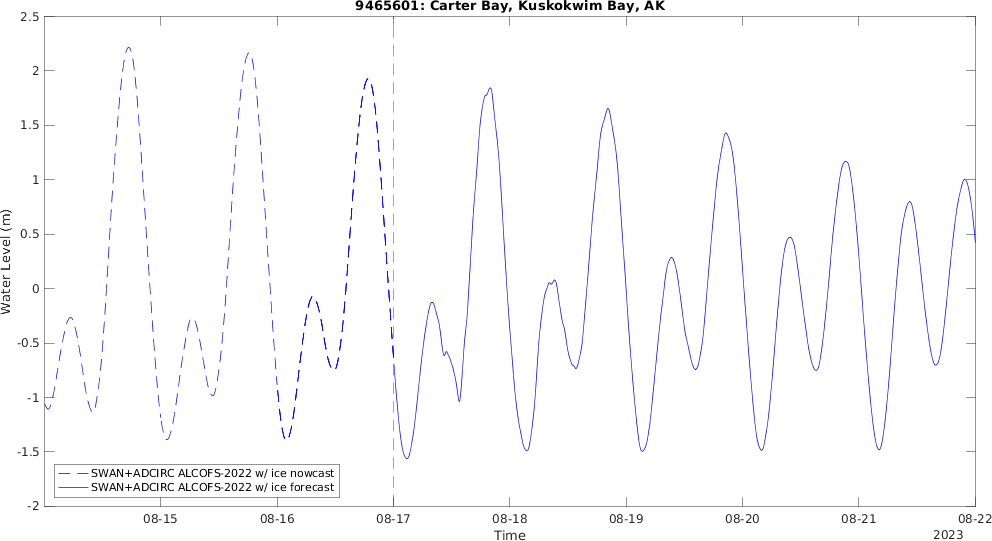 9465601: Carter Bay, Kuskokwim Bay, AK
2.5
2
1.5
1
0.5
0
-0.5
-1
-1.5
-2
Water Level (m)
SWAN+ADCIRC ALCOFS-2022 w/ ice nowcast
SWAN+ADCIRC ALCOFS-2022 w/ ice forecast
08-15 08-16 08-17 08-18 08-19 08-20 08-21 08-22
Time
2023